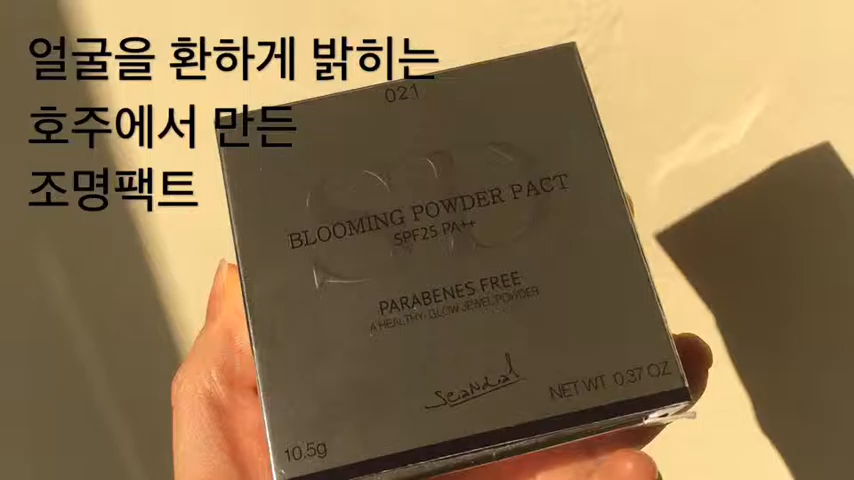 얼굴을 환하게 밝히는
호주에서 만든
조명팩트
021
BLOOMING POWDER PACT
SPF25 PA++
PARABENES FREE
A HEALTHY-GLOW JEWEL POWDER
Scandal
NET WT 0.37 OZ
10.5g